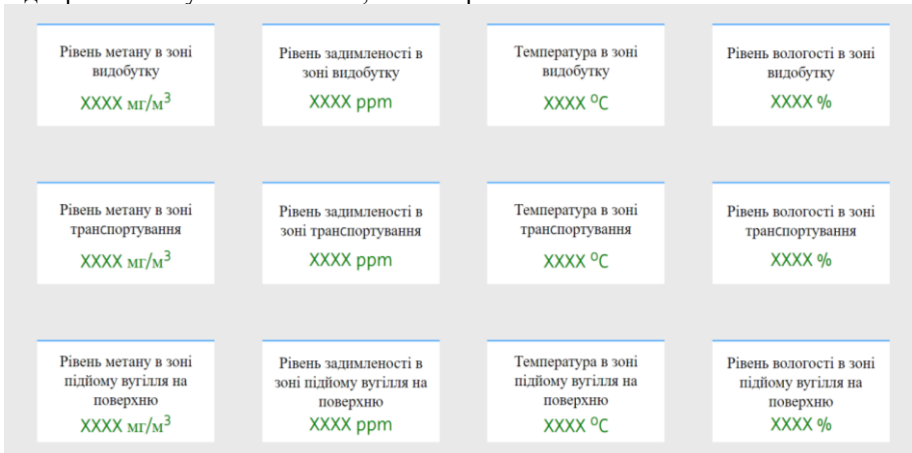 Рівень метану в зоні
видобутку
XXXX мг/м³
Рівень задимленості в
зоні видобутку
XXXX ppm
Температура в зоні
видобутку
XXXX ⁰C
Рівень вологості в зоні
видобутку
XXXX %
Рівень метану в зоні
транспортування
XXXX мг/м³
Рівень задимленості в
зоні транспортування
XXXX ppm
Температура в зоні
транспортування
XXXX ⁰C
Рівень вологості в зоні
транспортування
XXXX %
Рівень метану в зоні
підйому вугілля на
поверхню
XXXX мг/м³
Рівень задимленості в
зоні підйому вугілля на
поверхню
XXXX ppm
Температура в зоні
підйому вугілля на
поверхню
XXXX ⁰C
Рівень вологості в зоні
підйому вугілля на
поверхню
XXXX %